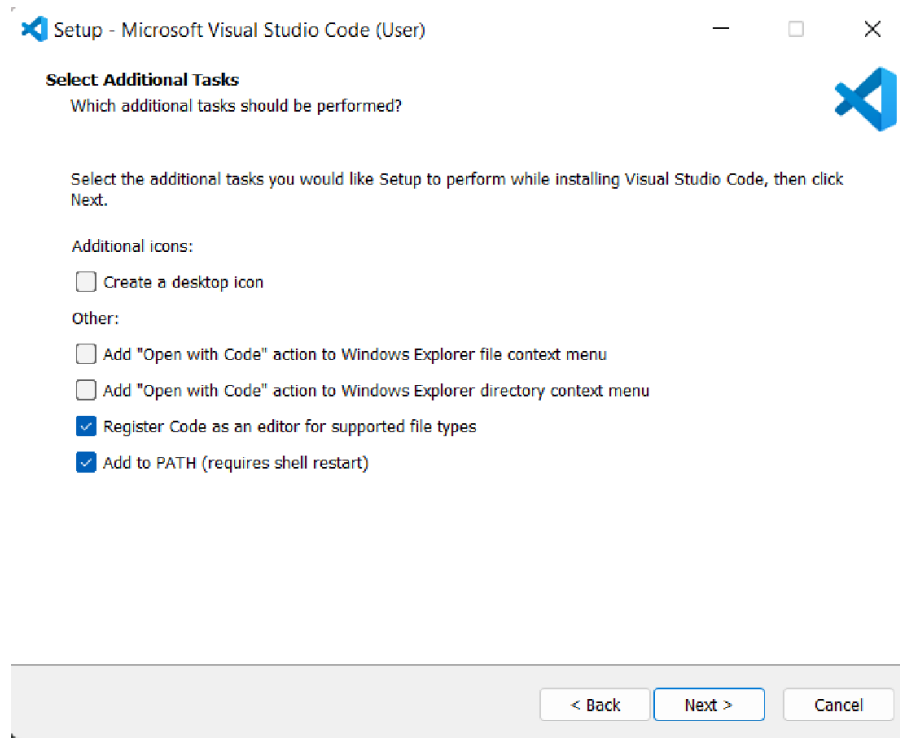 Setup - Microsoft Visual Studio Code (User)
Select Additional Tasks
Which additional tasks should be performed?
Select the additional tasks you would like Setup to perform while installing Visual Studio Code, then click
Next.
Additional icons:
Create a desktop icon
Other:
Add "Open with Code" action to Windows Explorer file context menu
Add "Open with Code" action to Windows Explorer directory context menu
Register Code as an editor for supported file types
Add to PATH (requires shell restart)
< Back Next > Cancel